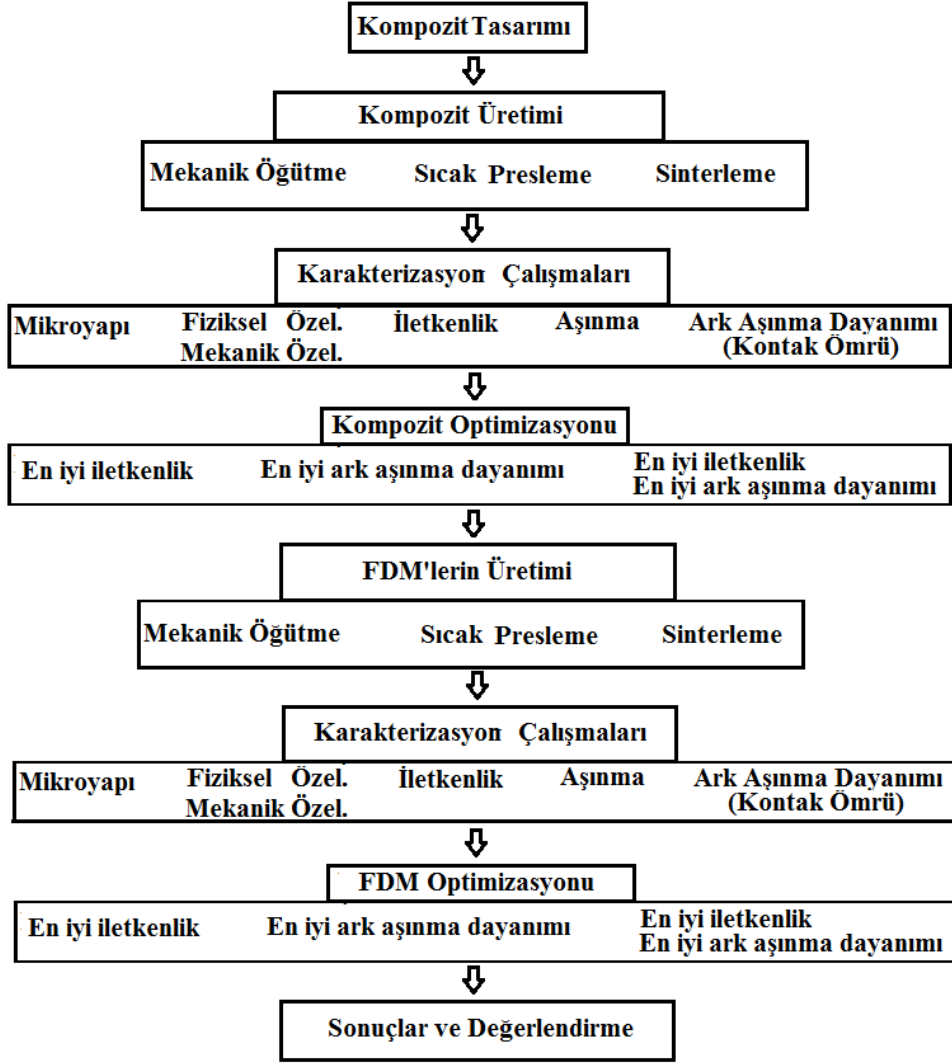 Kompozit Tasarımı
Kompozit Üretimi
Mekanik Öğütme Sıcak Presleme Sinterleme
Karakterizasyon Çalışmaları
Mikroyapı Fiziksel Özel. İletkenlik Aşınma Ark Aşınma Dayanımı
Mekanik Özel. (Kontak Ömrü)
Kompozit Optimizasyonu
En iyi iletkenlik En iyi ark aşınma dayanımı En iyi iletkenlik
En iyi ark aşınma dayanımı
FDM'lerin Üretimi
Mekanik Öğütme Sıcak Presleme Sinterleme
Karakterizasyon Çalışmaları
Mikroyapı Fiziksel Özel. İletkenlik Aşınma Ark Aşınma Dayanımı
Mekanik Özel. (Kontak Ömrü)
FDM Optimizasyonu
En iyi iletkenlik En iyi ark aşınma dayanımı En iyi iletkenlik
En iyi ark aşınma dayanımı
Sonuçlar ve Değerlendirme